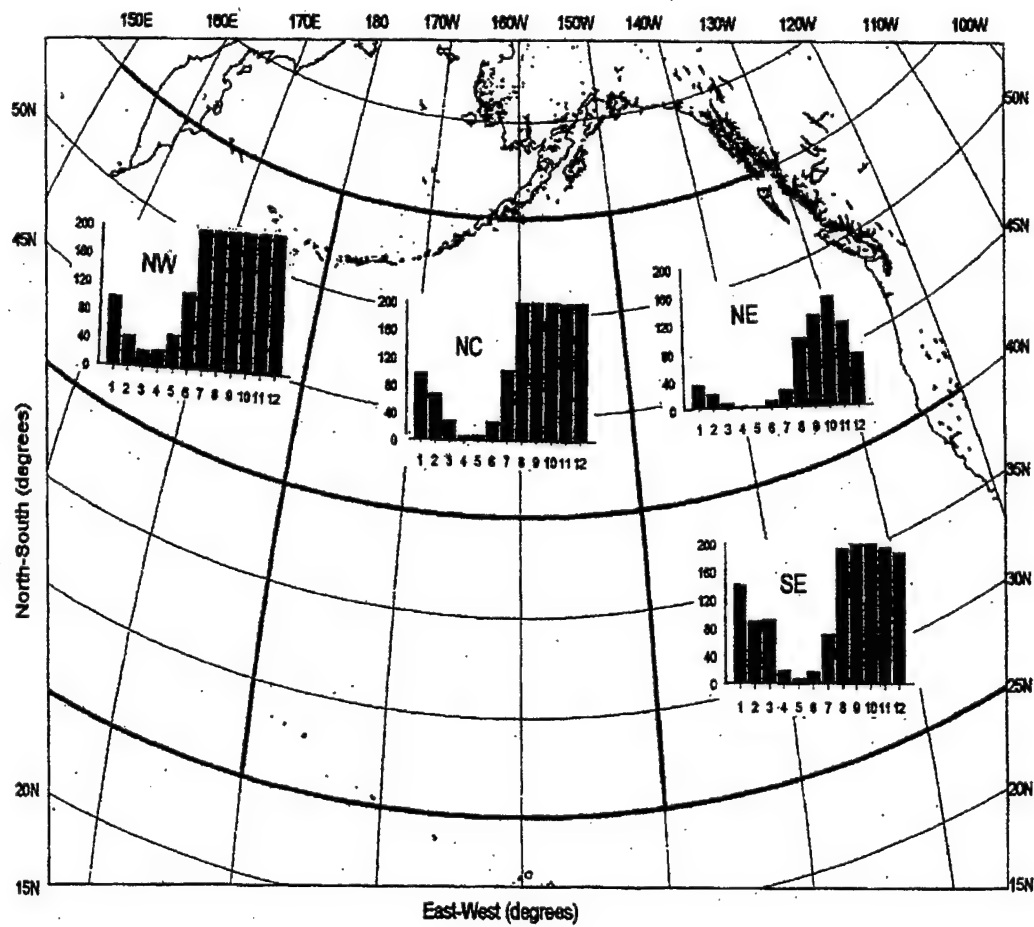 150E 160E 170E 180 170W 160W 150W 140W 130W 120W 110W 100W
50N
45N
20N
15N
50N
45N
40N
35N
30N
25N
20N
15N
North-South (degrees)
East-West (degrees)
NW
200
160
120
80
40
0
1 2 3 4 5 6 7 8 9 10 11 12
NC
200
160
120
80
40
0
1 2 3 4 5 6 7 8 9 10 11 12
NE
200
160
120
80
40
0
1 2 3 4 5 6 7 8 9 10 11 12
SE
200
160
120
80
40
0
1 2 3 4 5 6 7 8 9 10 11 12